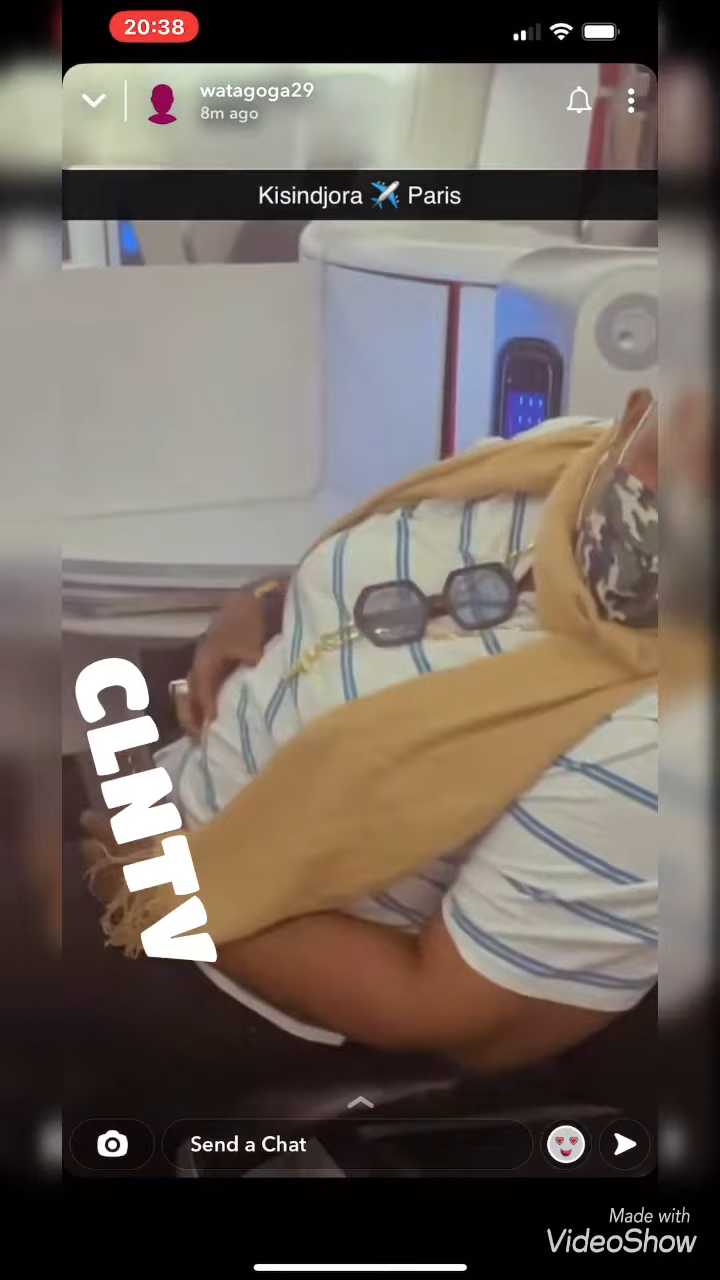 20:38
watagoga29
8m ago
Kisindjora ✈️ Paris
CLNTV
Send a Chat
Made with
VideoShow